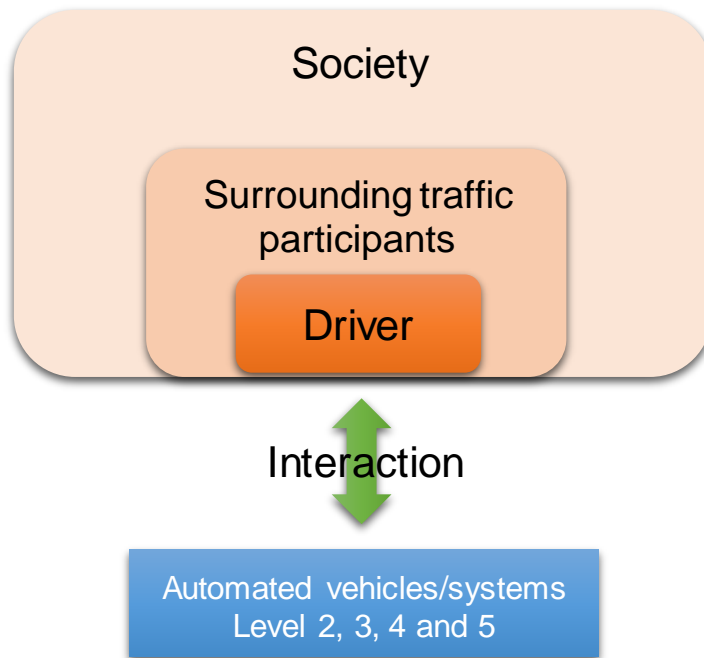 Society
Surrounding traffic
participants
Driver
Interaction
Automated vehicles/systems
Level 2, 3, 4 and 5